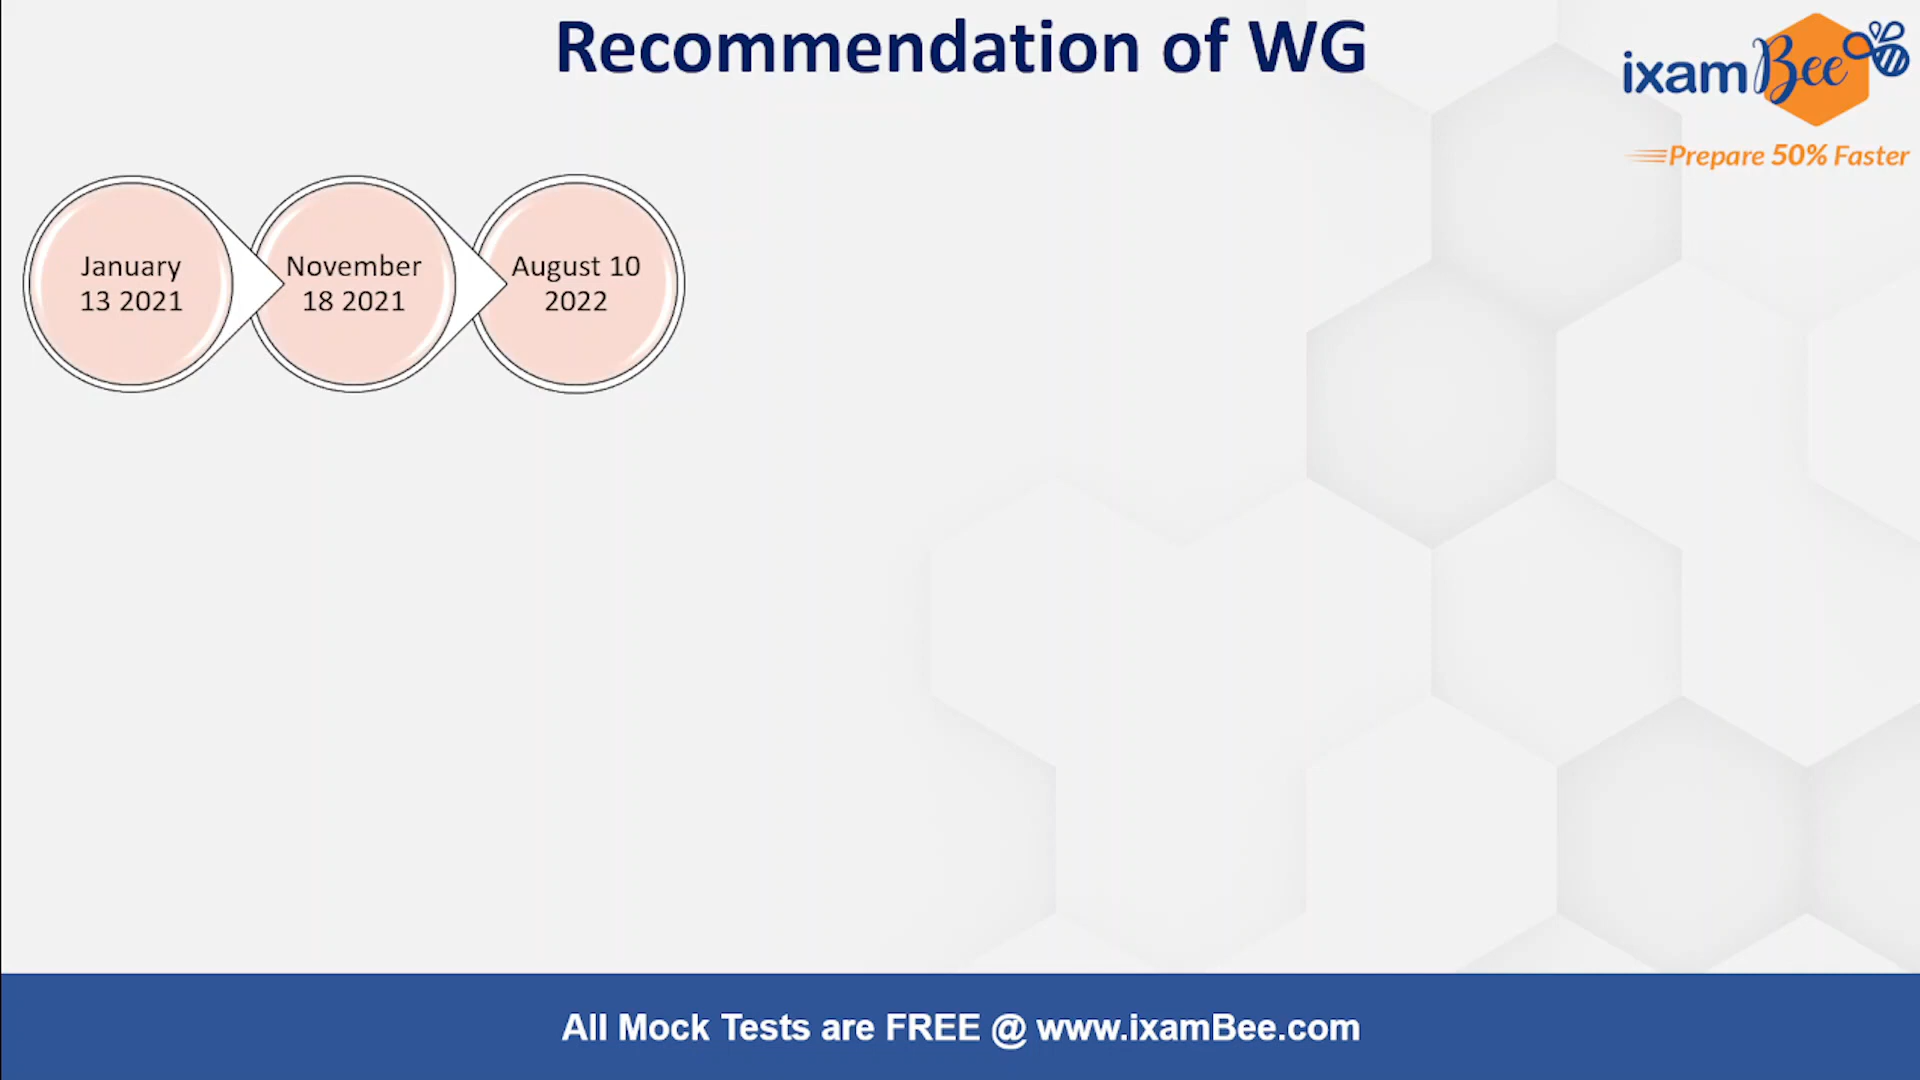 Recommendation of WG
ixamBee
Prepare 50% Faster
January
13 2021
November
18 2021
August 10
2022
All Mock Tests are FREE @ www.ixamBee.com